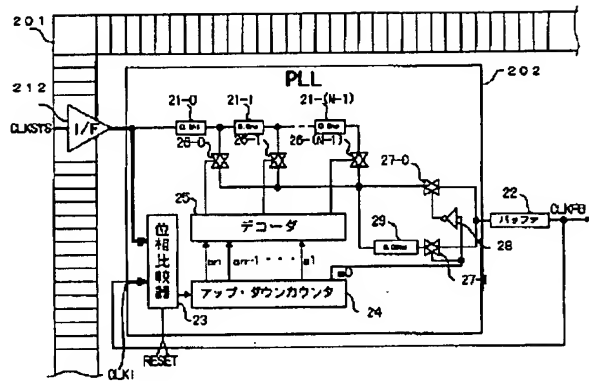 201
212
PLL
202
21-0
21-1
21-(N-1)
I/F
CLKSYS
26-0
26-1
26-(N-1)
27-0
25
デコーダ
29
22
バッファ
CLKFB
28
27-1
位相比較器
an
an-1
a1
a0
アップ・ダウンカウンタ
23
24
RESET
CLKI